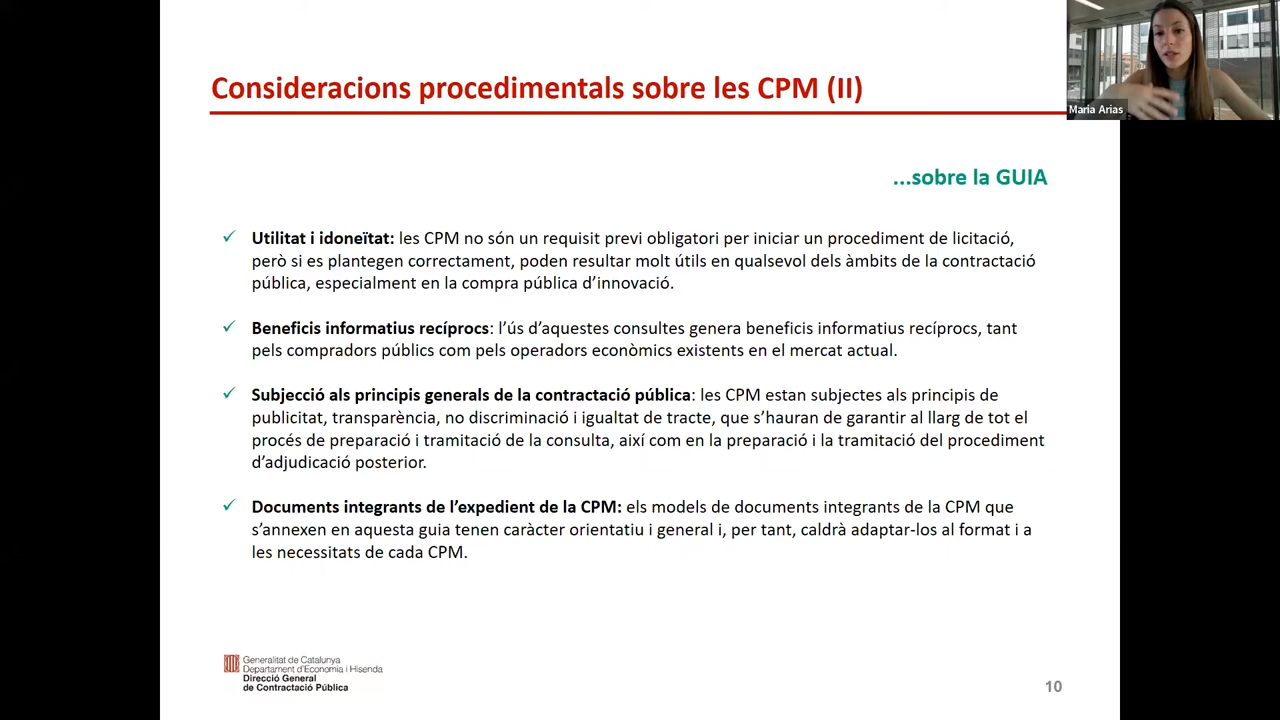 Consideracions procedimentals sobre les CPM (II)
Maria Arias
...sobre la GUIA
✓ Utilitat i idoneïtat: les CPM no són un requisit previ obligatori per iniciar un procediment de licitació,
però si es plantegen correctament, poden resultar molt útils en qualsevol dels àmbits de la contractació
pública, especialment en la compra pública d’innovació.
✓ Beneficis informatius recíprocs: l’ús d’aquestes consultes genera beneficis informatius recíprocs, tant
pels compradors públics com pels operadors econòmics existents en el mercat actual.
✓ Subjecció als principis generals de la contractació pública: les CPM estan subjectes als principis de
publicitat, transparència, no discriminació i igualtat de tracte, que s’hauran de garantir al llarg de tot el
procés de preparació i tramitació de la consulta, així com en la preparació i la tramitació del procediment
d’adjudicació posterior.
✓ Documents integrants de l’expedient de la CPM: els models de documents integrants de la CPM que
s’annexen en aquesta guia tenen caràcter orientatiu i general i, per tant, caldrà adaptar-los al format i a
les necessitats de cada CPM.
Generalitat de Catalunya
Departament d’Economia i Hisenda
Direcció General
de Contractació Pública
10